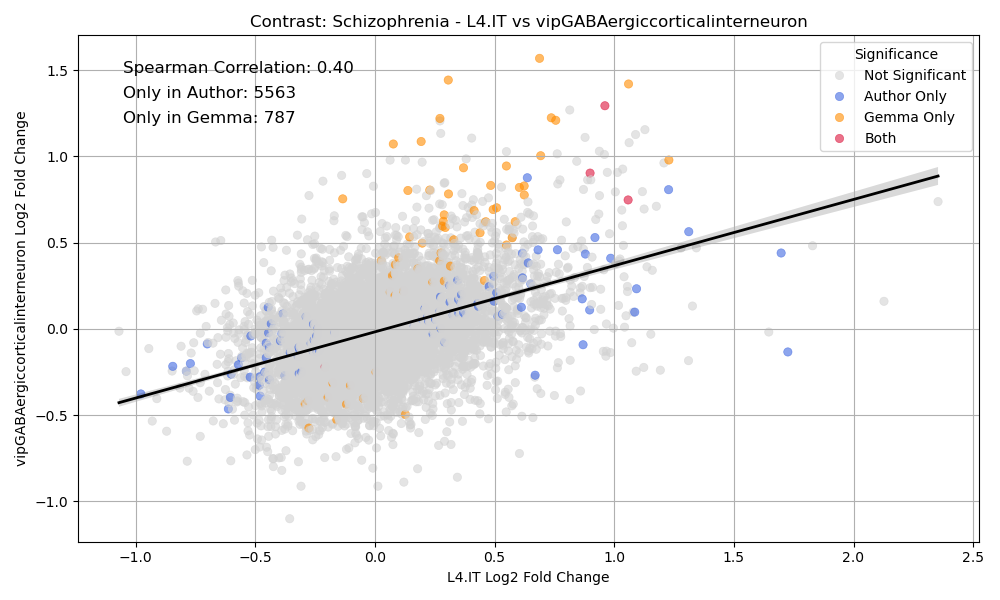 Contrast: Schizophrenia - L4.IT vs vipGABAergiccorticalinterneuron
Spearman Correlation: 0.40
Only in Author: 5563
Only in Gemma: 787
Significance
Not Significant
Author Only
Gemma Only
Both
vipGABAergiccorticalinterneuron Log2 Fold Change
1.5
1.0
0.5
0.0
−0.5
−1.0
−1.0 −0.5 0.0 0.5 1.0 1.5 2.0 2.5
L4.IT Log2 Fold Change